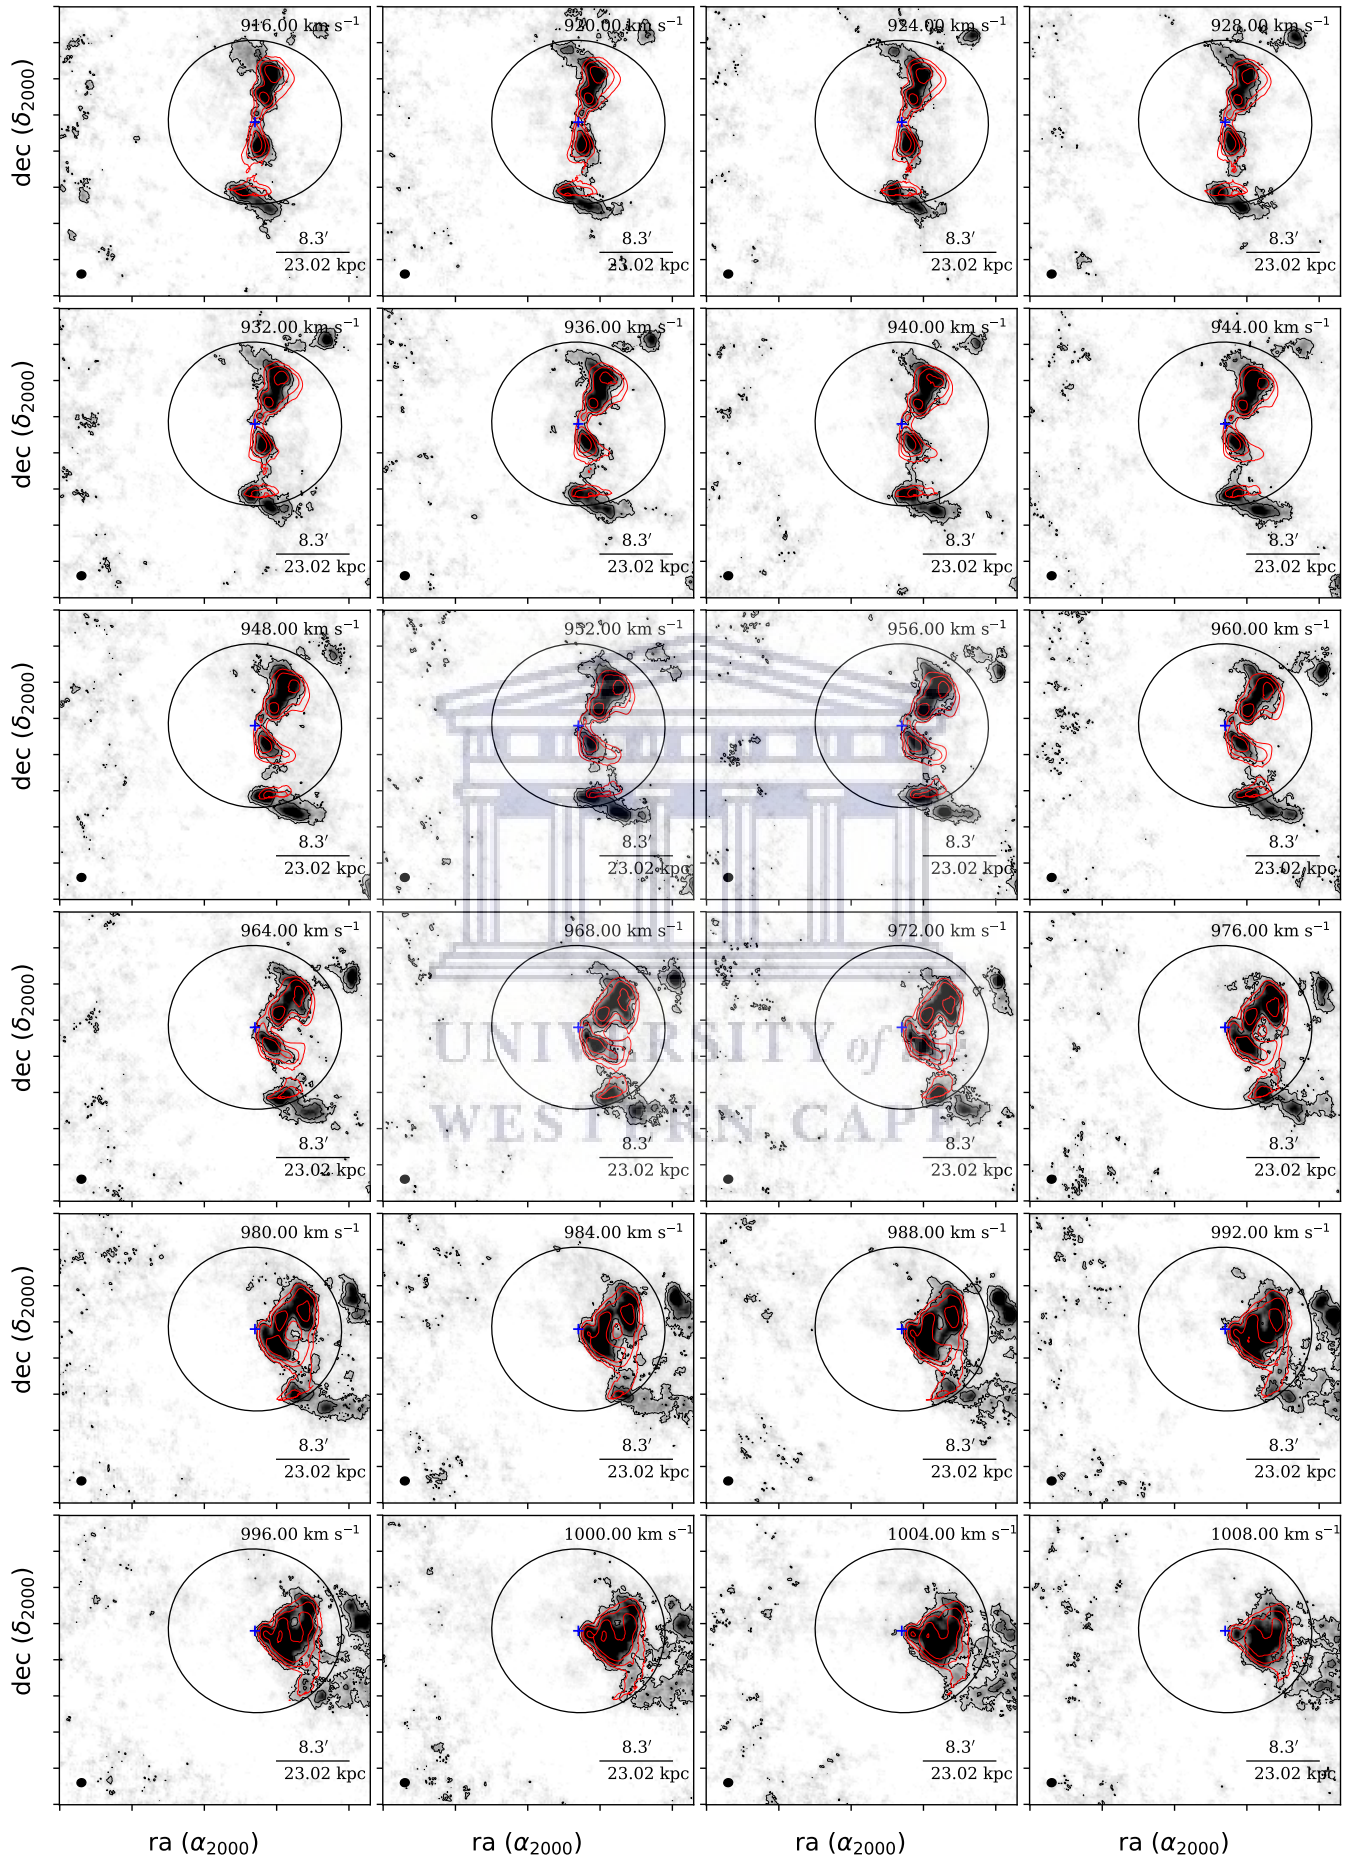 916.00 km s⁻¹ 920.00 km s⁻¹ 924.00 km s⁻¹ 928.00 km s⁻¹
dec (δ₂₀₀₀)
8.3′ 8.3′ 8.3′ 8.3′
23.02 kpc 23.02 kpc 23.02 kpc 23.02 kpc
932.00 km s⁻¹ 936.00 km s⁻¹ 940.00 km s⁻¹ 944.00 km s⁻¹
dec (δ₂₀₀₀)
8.3′ 8.3′ 8.3′ 8.3′
23.02 kpc 23.02 kpc 23.02 kpc 23.02 kpc
948.00 km s⁻¹ 952.00 km s⁻¹ 956.00 km s⁻¹ 960.00 km s⁻¹
dec (δ₂₀₀₀)
8.3′ 8.3′ 8.3′ 8.3′
23.02 kpc 23.02 kpc 23.02 kpc 23.02 kpc
964.00 km s⁻¹ 968.00 km s⁻¹ 972.00 km s⁻¹ 976.00 km s⁻¹
dec (δ₂₀₀₀)
UNIVERSITY of the
WESTERN CAPE
8.3′ 8.3′ 8.3′ 8.3′
23.02 kpc 23.02 kpc 23.02 kpc 23.02 kpc
980.00 km s⁻¹ 984.00 km s⁻¹ 988.00 km s⁻¹ 992.00 km s⁻¹
dec (δ₂₀₀₀)
8.3′ 8.3′ 8.3′ 8.3′
23.02 kpc 23.02 kpc 23.02 kpc 23.02 kpc
996.00 km s⁻¹ 1000.00 km s⁻¹ 1004.00 km s⁻¹ 1008.00 km s⁻¹
dec (δ₂₀₀₀)
8.3′ 8.3′ 8.3′ 8.3′
23.02 kpc 23.02 kpc 23.02 kpc 23.02 kpc
ra (α₂₀₀₀) ra (α₂₀₀₀) ra (α₂₀₀₀) ra (α₂₀₀₀)